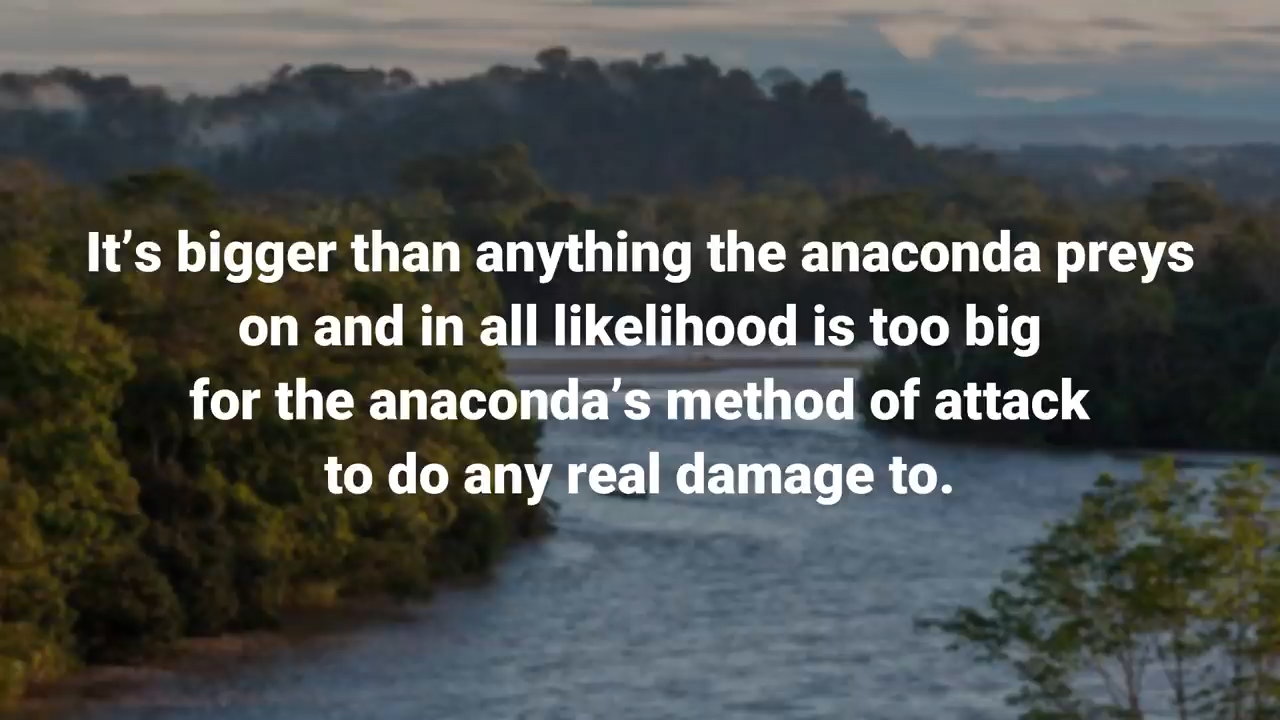 It’s bigger than anything the anaconda preys
on and in all likelihood is too big
for the anaconda’s method of attack
to do any real damage to.